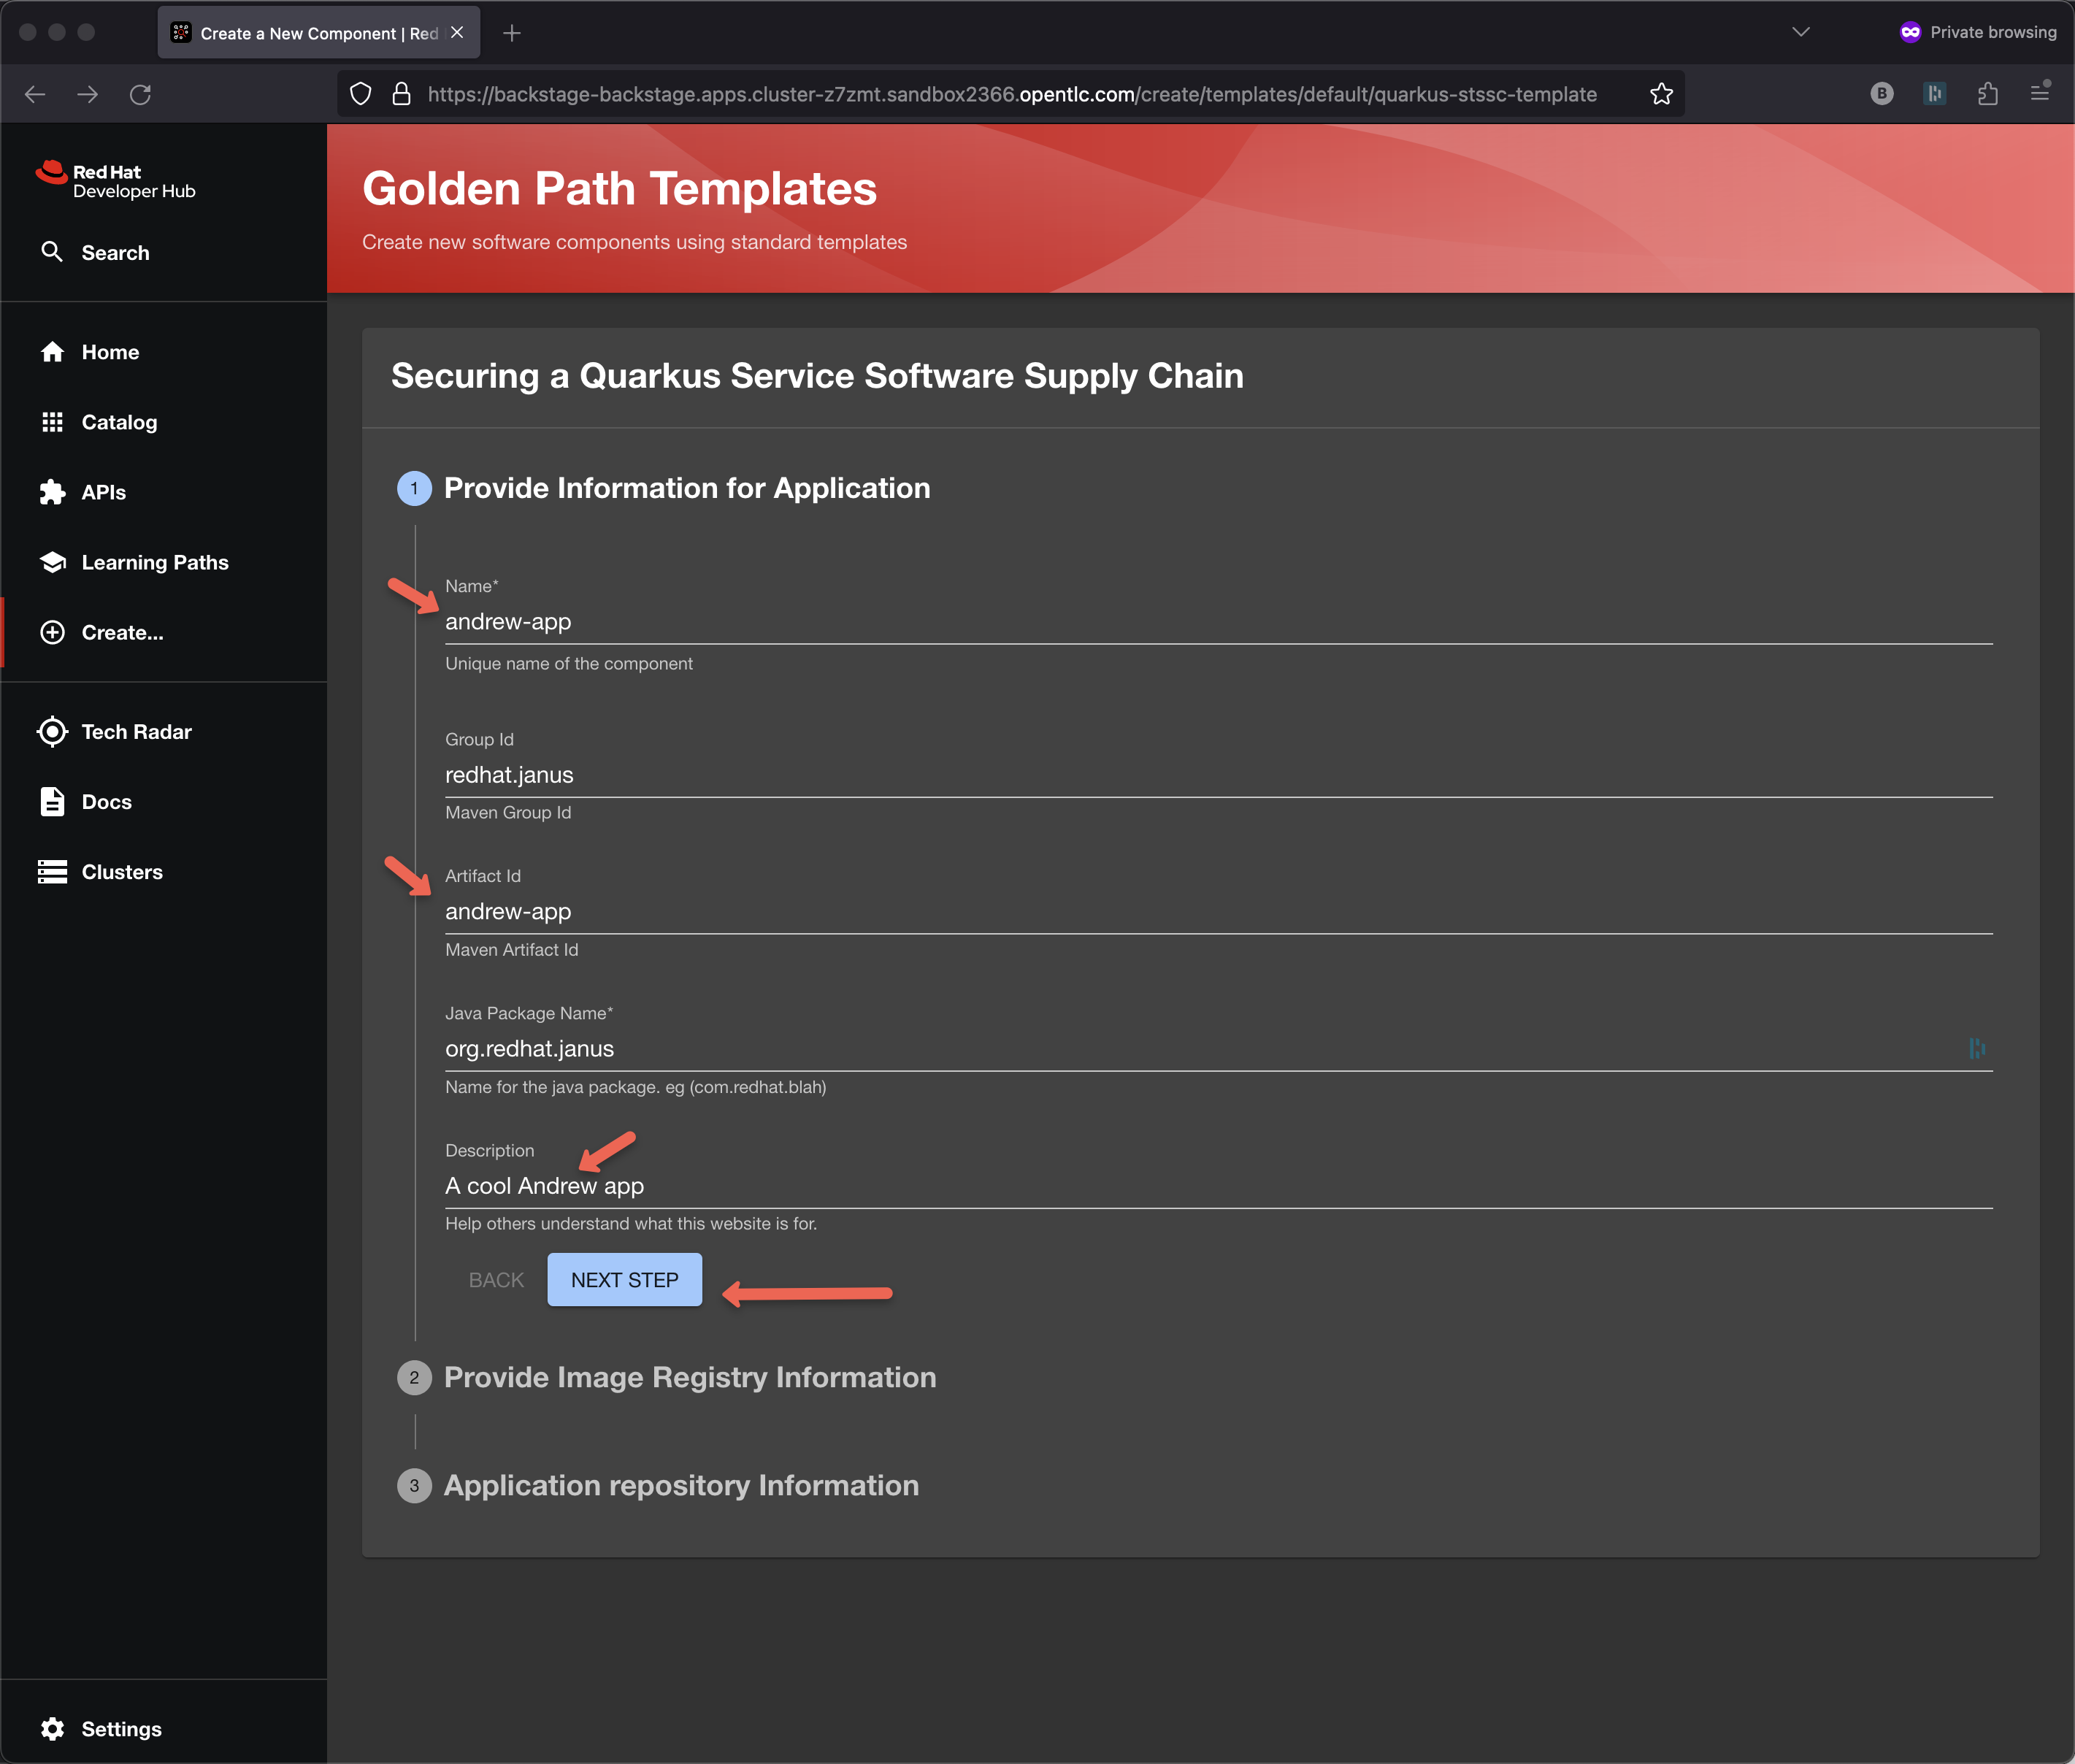 Create a New Component | Red
Private browsing
https://backstage-backstage.apps.cluster-z7zmt.sandbox2366.opentlc.com/create/templates/default/quarkus-stssc-template
B
Red Hat
Developer Hub
Search
Home
Catalog
APIs
Learning Paths
Create...
Tech Radar
Docs
Clusters
Settings
Golden Path Templates
Create new software components using standard templates
Securing a Quarkus Service Software Supply Chain
1 Provide Information for Application
Name*
andrew-app
Unique name of the component
Group Id
redhat.janus
Maven Group Id
Artifact Id
andrew-app
Maven Artifact Id
Java Package Name*
org.redhat.janus
Name for the java package. eg (com.redhat.blah)
Description
A cool Andrew app
Help others understand what this website is for.
BACK NEXT STEP
2 Provide Image Registry Information
3 Application repository Information